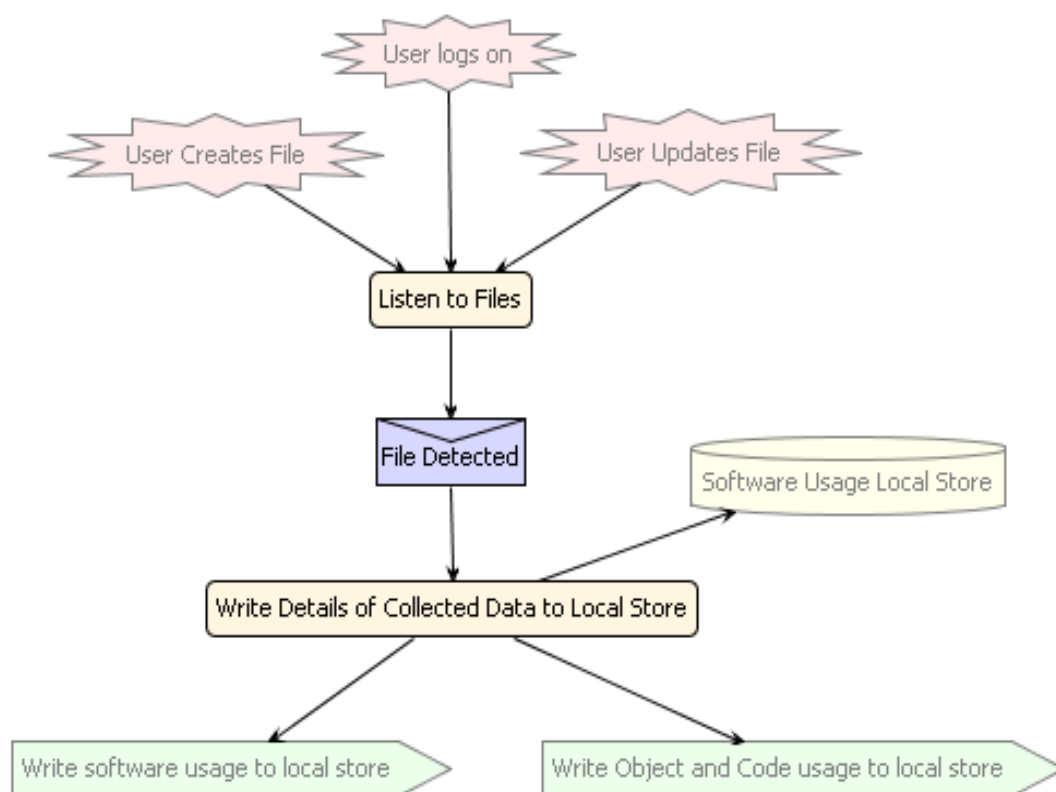 User logs on
User Creates File
User Updates File
Listen to Files
File Detected
Software Usage Local Store
Write Details of Collected Data to Local Store
Write software usage to local store
Write Object and Code usage to local store